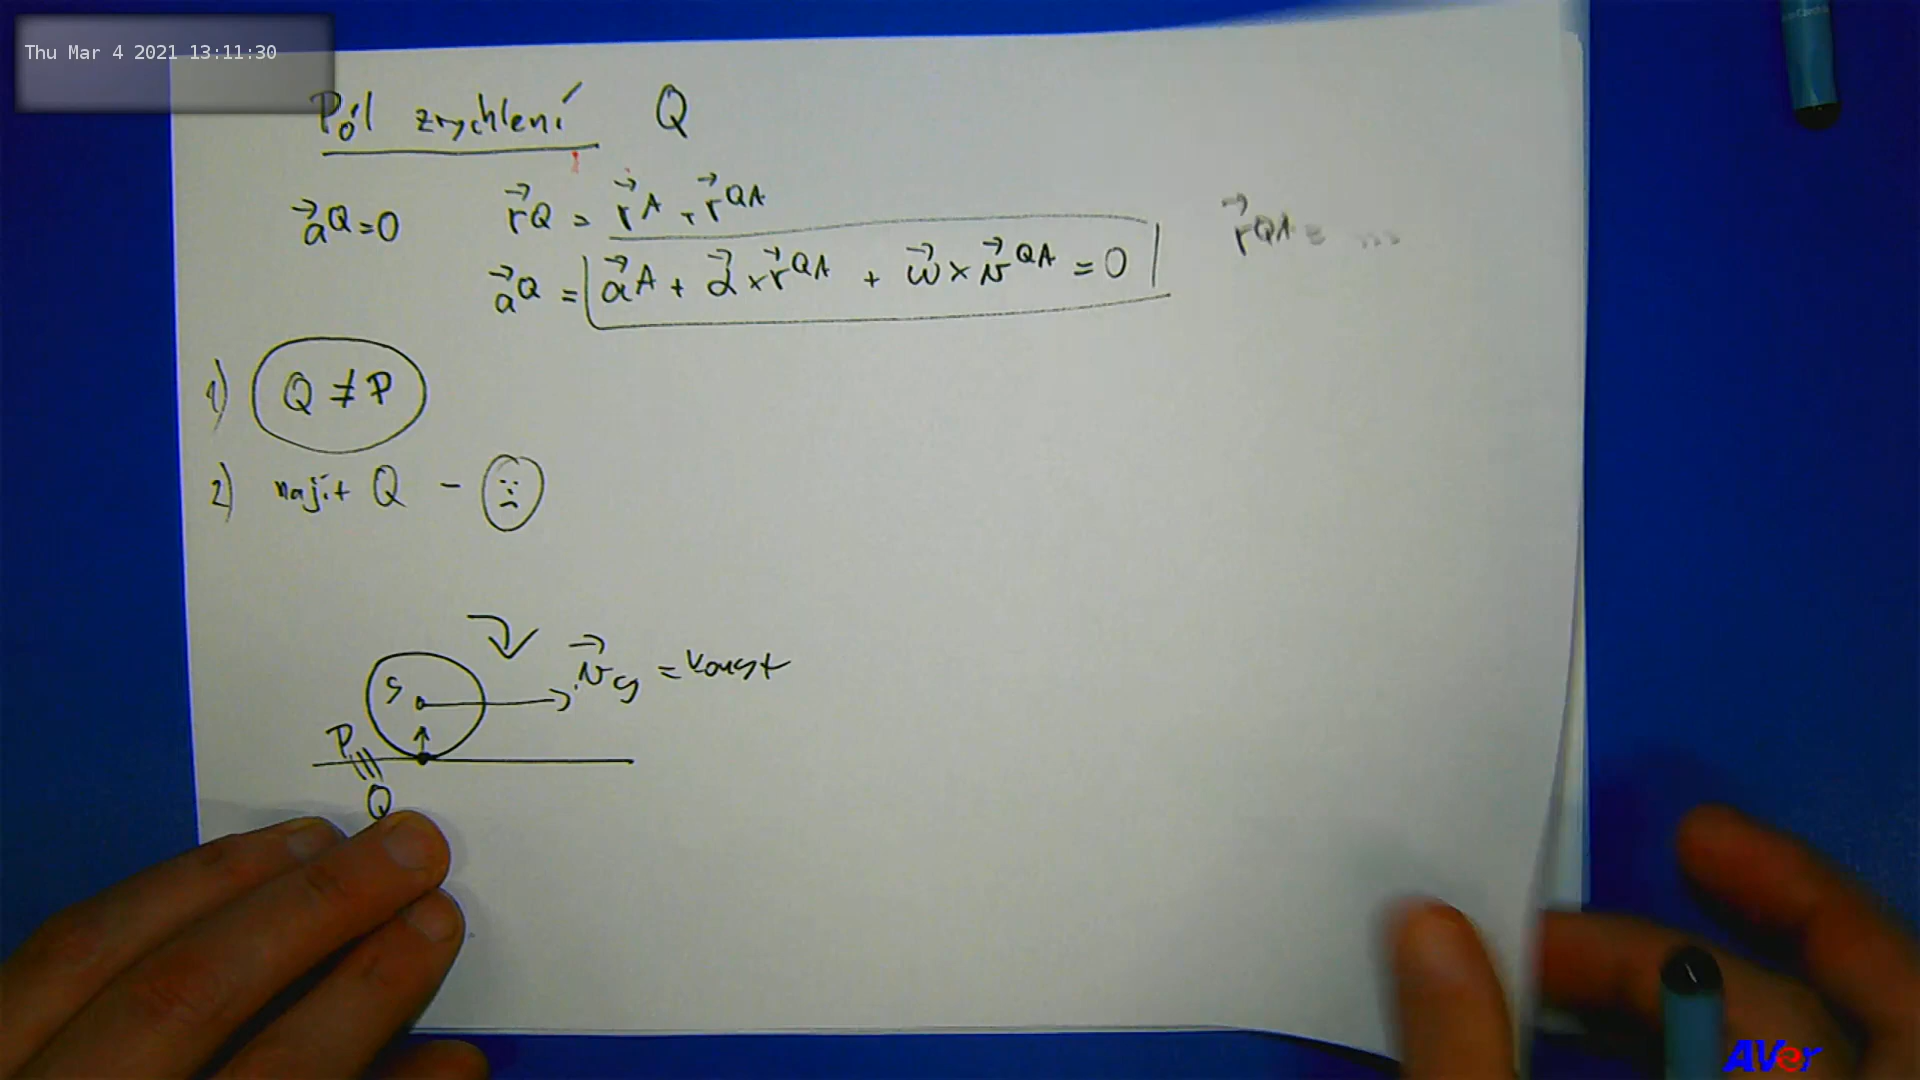 Thu Mar 4 2021 13:11:30
Pól zrychlení Q
a⃗^Q = 0 r⃗^Q = r⃗^A + r⃗^QA
a⃗^Q = a⃗^A + α⃗ × r⃗^QA + ω⃗ × v⃗^QA = 0 r⃗^QA = ...
1) Q ≠ P
2) najít Q -
v⃗_S = konst
S
P
Q
AVer